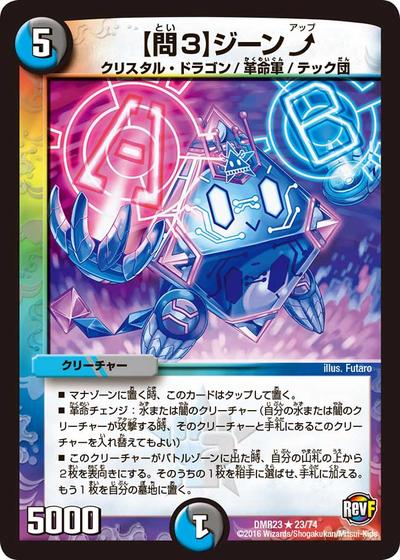 5
【問3】ジーン⤴
とい
アップ
クリスタル・ドラゴン / 革命軍 / テック団
かくめいぐん
だん
A
B
クリーチャー
illus. Futaro
■ マナゾーンに置く時、このカードはタップして置く。
■ 革命チェンジ:水または闇のクリーチャー(自分の水または闇のク
リーチャーが攻撃する時、そのクリーチャーと手札にあるこのクリー
チャーを入れ替えてもよい)
■ このクリーチャーがバトルゾーンに出た時、自分の山札の上から
2枚を表向きにする。そのうちの1枚を相手に選ばせ、手札に加える。
もう1枚を自分の墓地に置く。
RevF
5000
1
DMR23 ★ 23/74
©2016 Wizards/Shogakukan/Mitsui-Kids